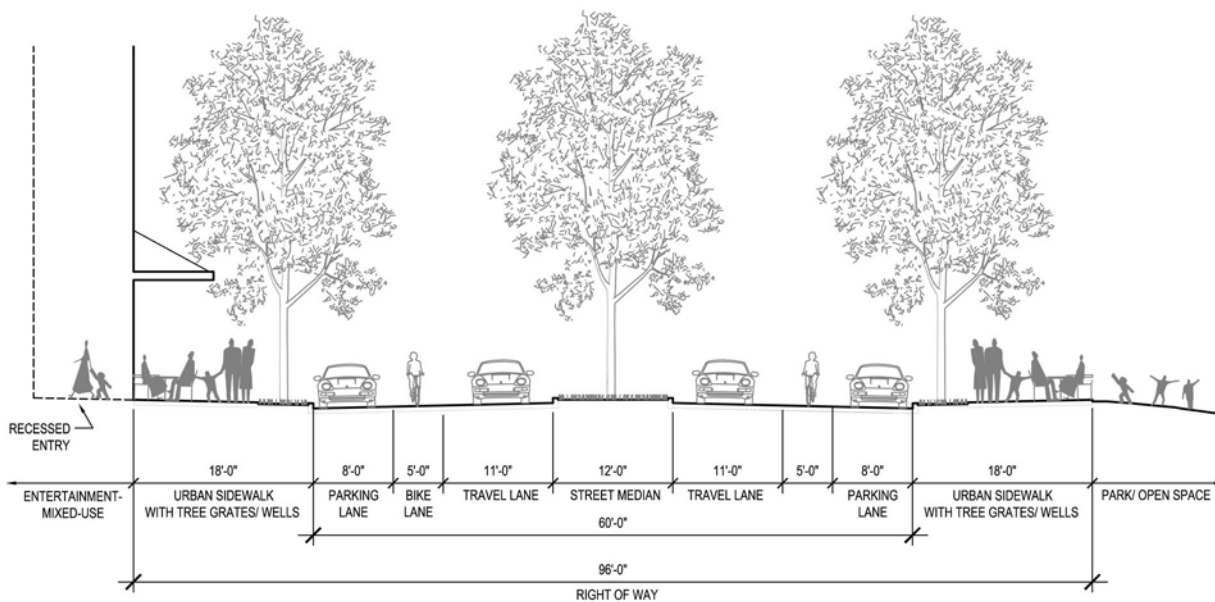 RECESSED
ENTRY
18'-0"
8'-0"
5'-0"
11'-0"
12'-0"
11'-0"
5'-0"
8'-0"
18'-0"
ENTERTAINMENT-
MIXED-USE
URBAN SIDEWALK
WITH TREE GRATES/ WELLS
PARKING
LANE
BIKE
LANE
TRAVEL LANE
STREET MEDIAN
TRAVEL LANE
PARKING
LANE
URBAN SIDEWALK
WITH TREE GRATES/ WELLS
PARK/ OPEN SPACE
60'-0"
96'-0"
RIGHT OF WAY